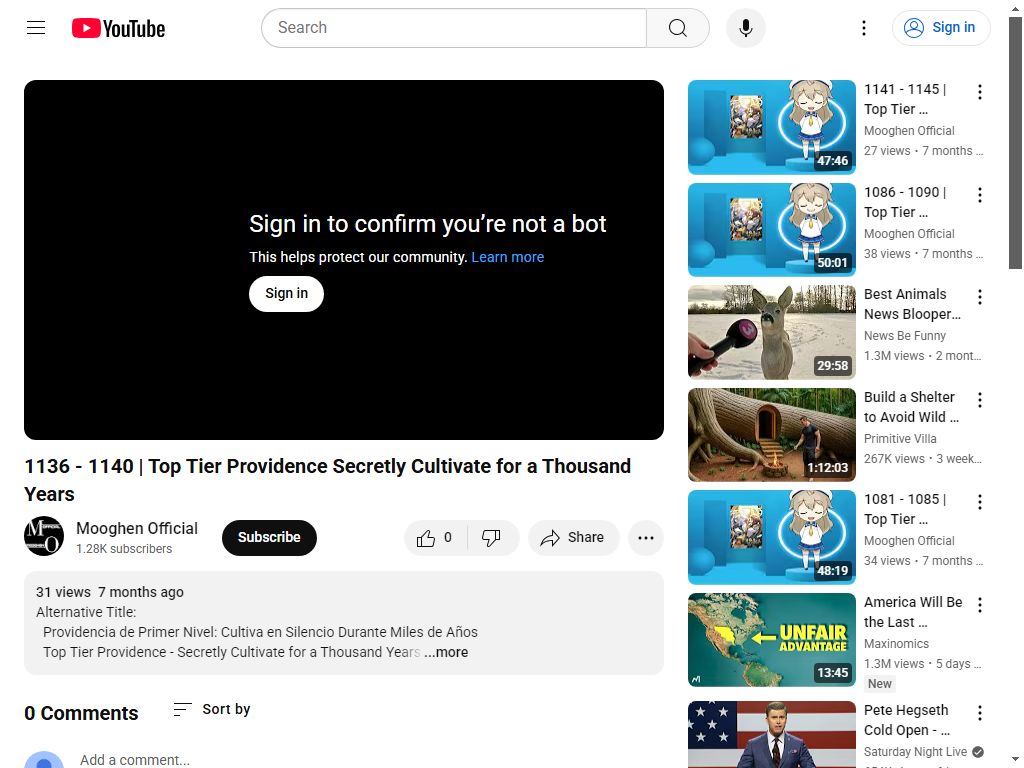 YouTube
Search
Sign in
Sign in to confirm you’re not a bot
This helps protect our community. Learn more
Sign in
1136 - 1140 | Top Tier Providence Secretly Cultivate for a Thousand
Years
Mooghen Official
1.28K subscribers
Subscribe
0
Share
31 views 7 months ago
Alternative Title:
Providencia de Primer Nivel: Cultiva en Silencio Durante Miles de Años
Top Tier Providence - Secretly Cultivate for a Thousand Years ...more
0 Comments
Sort by
Add a comment...
47:46
1141 - 1145 |
Top Tier …
Mooghen Official
27 views • 7 months …
50:01
1086 - 1090 |
Top Tier …
Mooghen Official
38 views • 7 months …
29:58
Best Animals
News Blooper…
News Be Funny
1.3M views • 2 mont…
1:12:03
Build a Shelter
to Avoid Wild …
Primitive Villa
267K views • 3 week…
48:19
1081 - 1085 |
Top Tier …
Mooghen Official
34 views • 7 months …
UNFAIR
ADVANTAGE
13:45
America Will Be
the Last …
Maxinomics
1.3M views • 5 days …
New
Pete Hegseth
Cold Open - …
Saturday Night Live